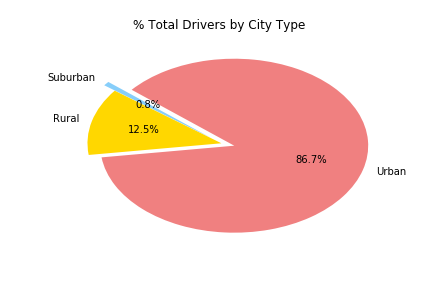 % Total Drivers by City Type
Suburban
0.8%
Rural
12.5%
86.7%
Urban